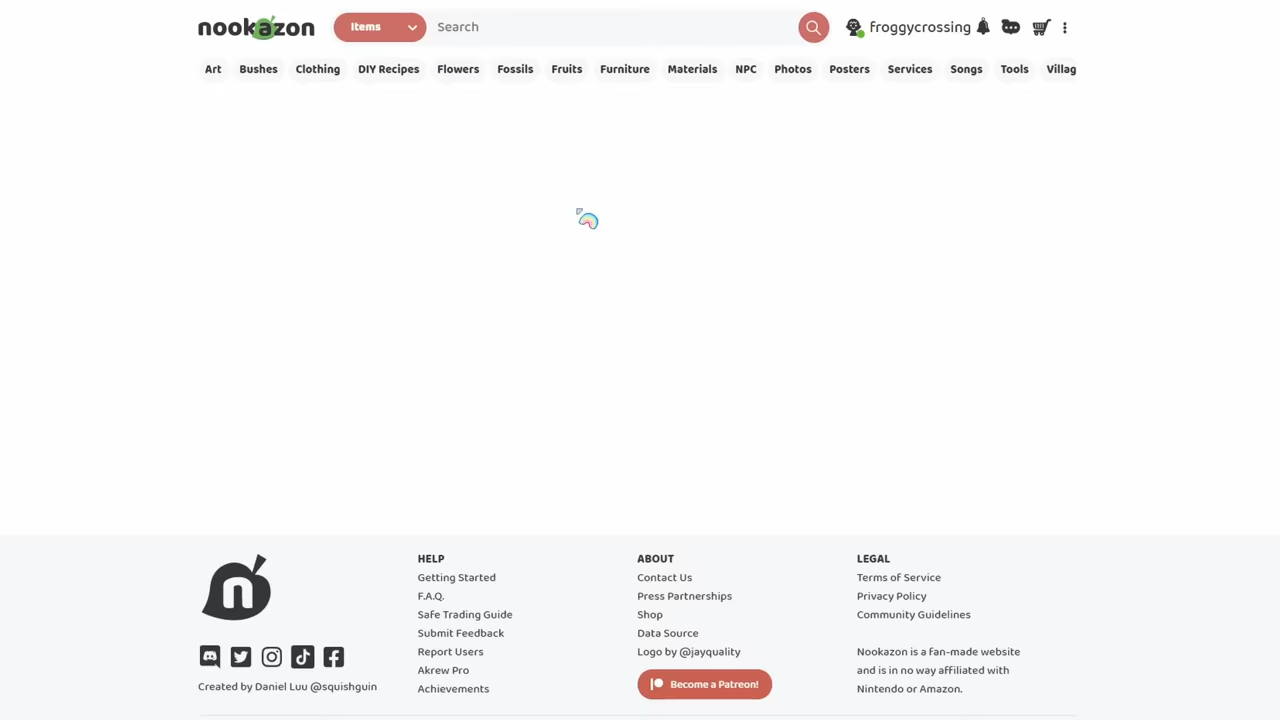 nookazon Items Search froggycrossing
Art Bushes Clothing DIY Recipes Flowers Fossils Fruits Furniture Materials NPC Photos Posters Services Songs Tools Villag
n
Created by Daniel Luu @squishguin
HELP
Getting Started
F.A.Q.
Safe Trading Guide
Submit Feedback
Report Users
Akrew Pro
Achievements
ABOUT
Contact Us
Press Partnerships
Shop
Data Source
Logo by @jayquality
Become a Patreon!
LEGAL
Terms of Service
Privacy Policy
Community Guidelines
Nookazon is a fan-made website
and is in no way affiliated with
Nintendo or Amazon.